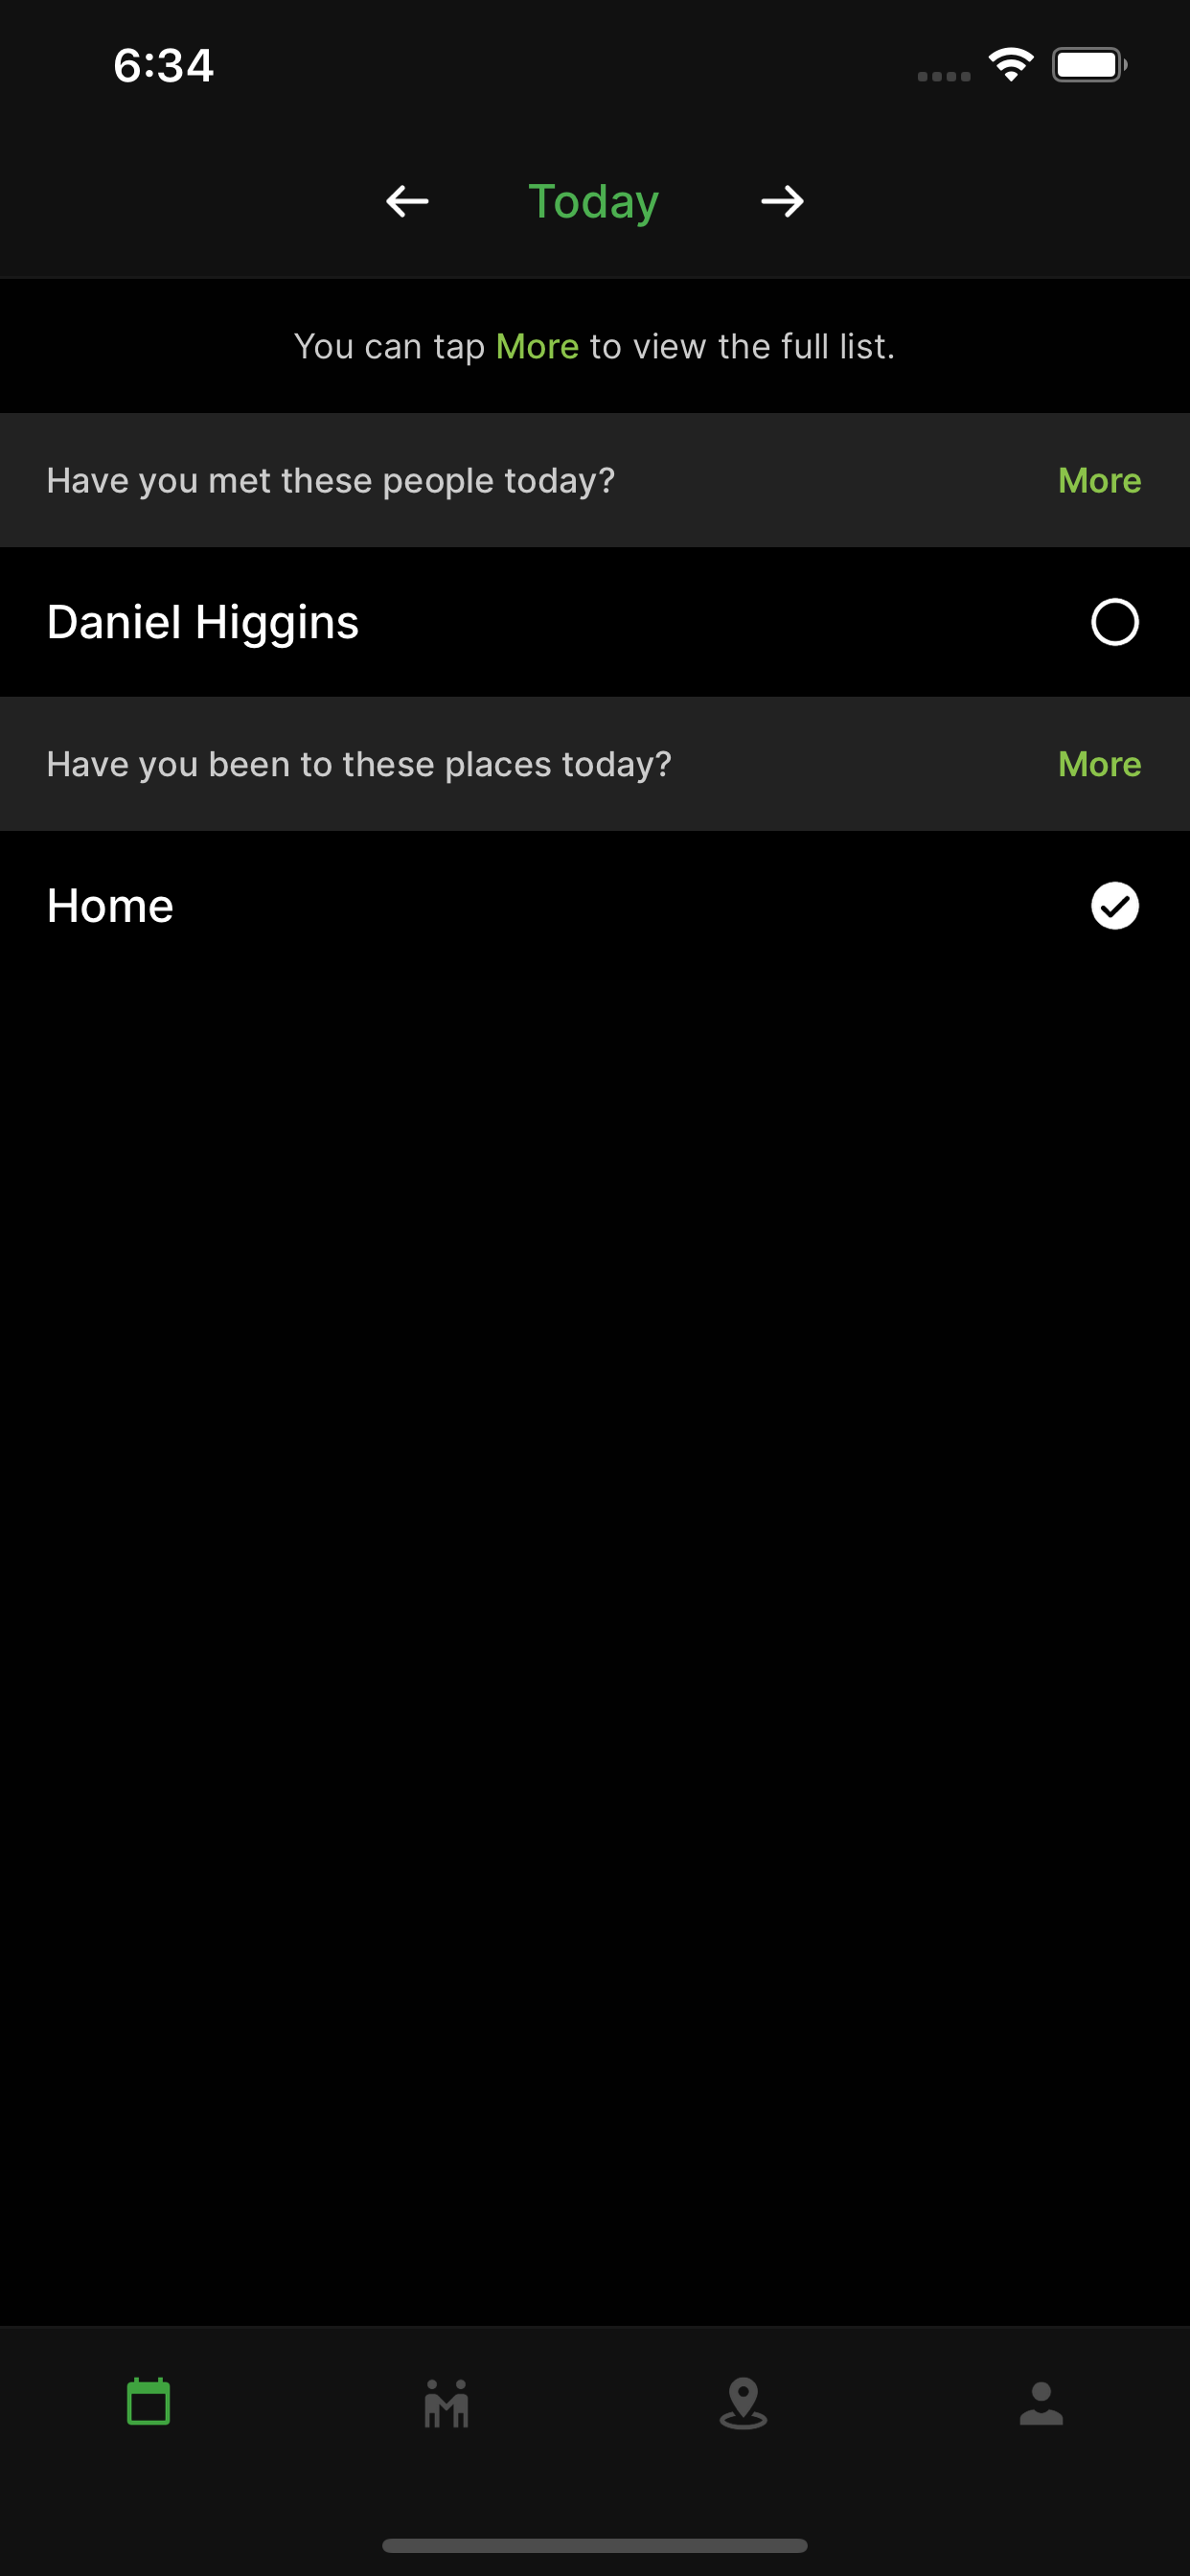 6:34
Today
You can tap More to view the full list.
Have you met these people today? More
Daniel Higgins
Have you been to these places today? More
Home